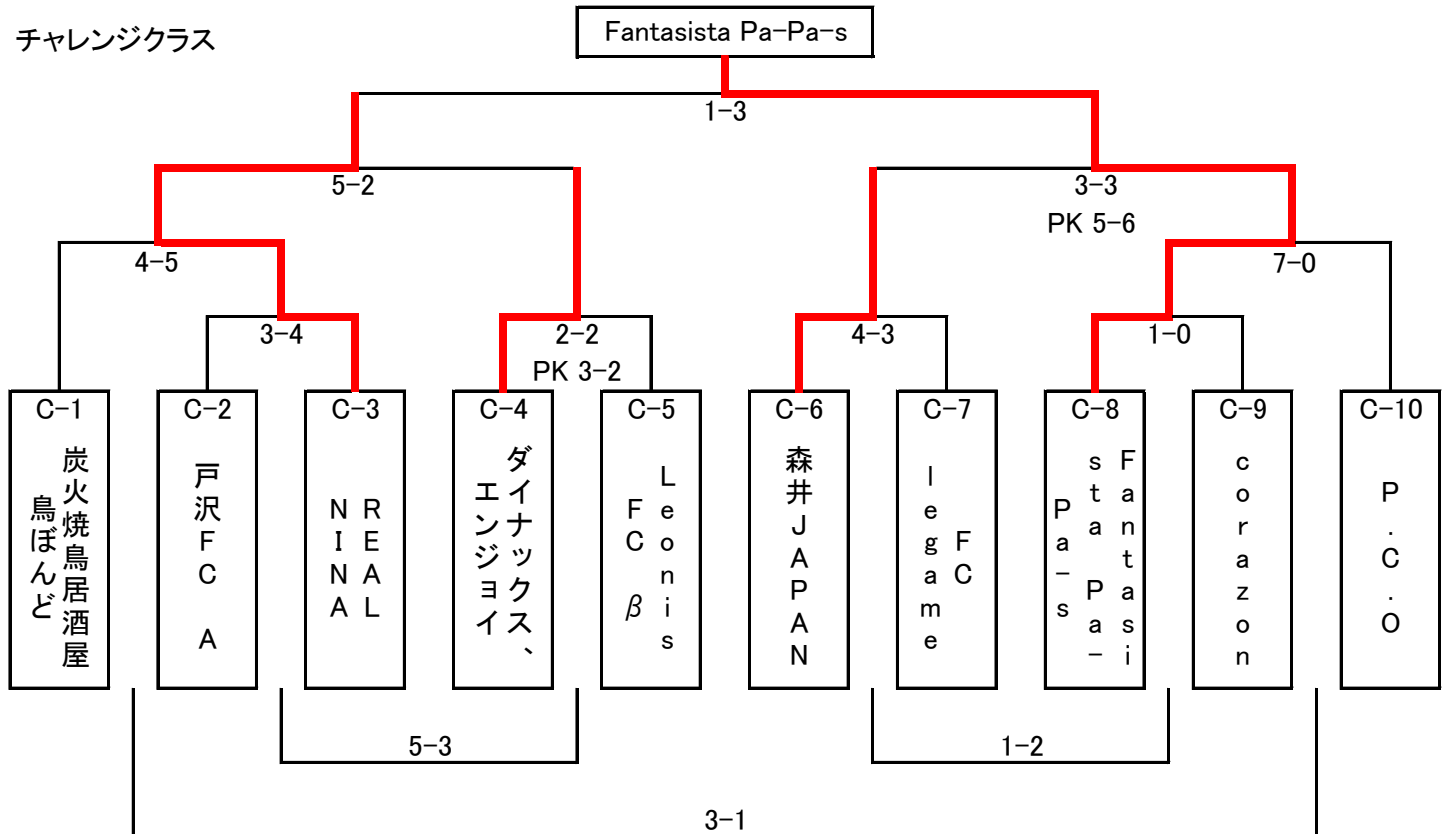 チャレンジクラス
Fantasista Pa-Pa-s
1-3
5-2
3-3
PK 5-6
4-5
7-0
3-4
2-2
PK 3-2
4-3
1-0
C-1
炭火焼鳥居酒屋
鳥ぼんど
C-2
戸沢FC A
C-3
REAL
NINA
C-4
ダイナックス、
エンジョイ
C-5
Leonis
FC β
C-6
森井JAPAN
C-7
FC
legame
C-8
Fantasi
sta Pa-
Pa-s
C-9
corazon
C-10
P.C.O
5-3
1-2
3-1